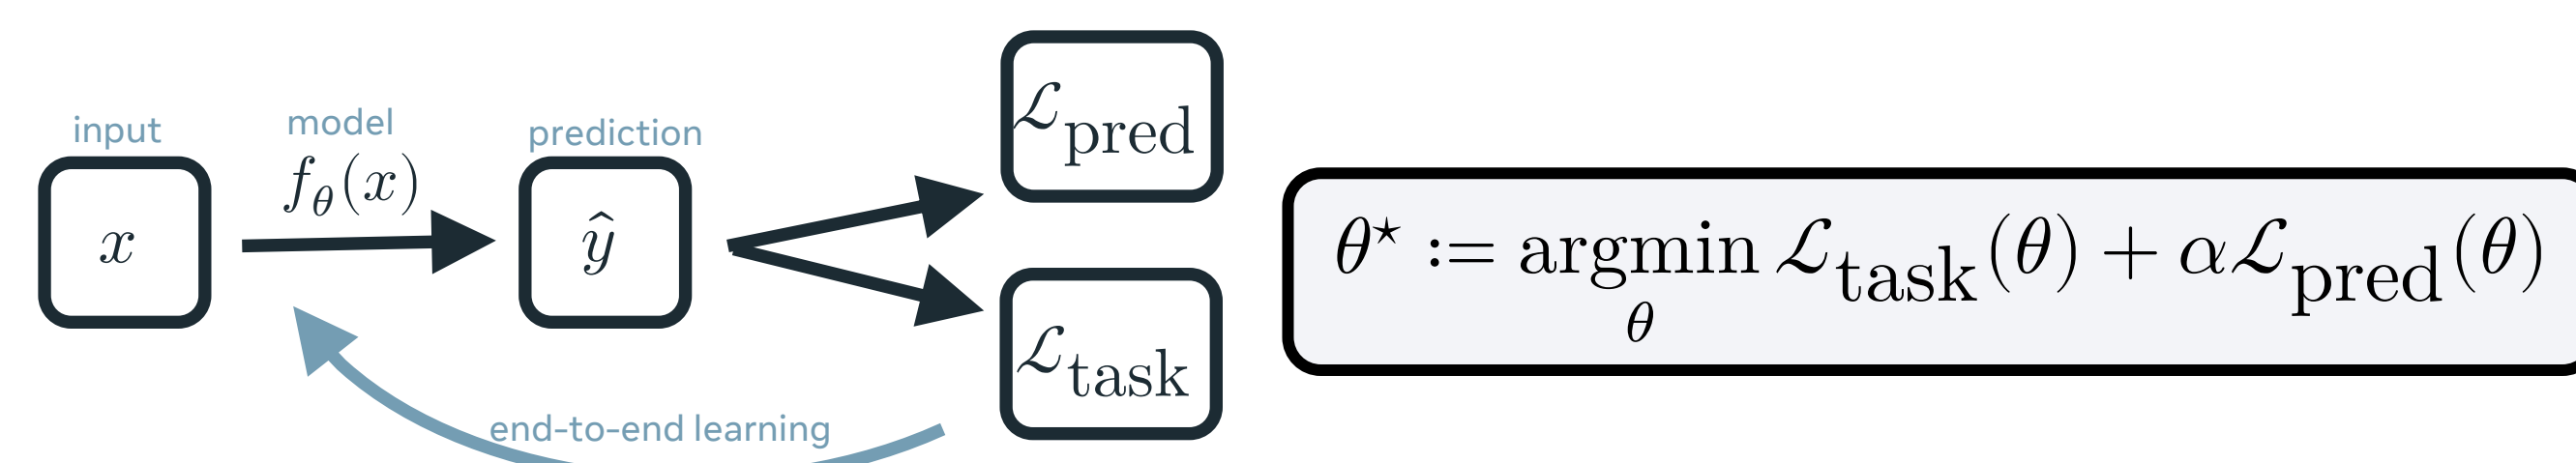 input
x
model
f_θ(x)
prediction
ŷ
ℒ_pred
ℒ_task
end-to-end learning
θ⋆ := argmin_θ ℒ_task(θ) + αℒ_pred(θ)